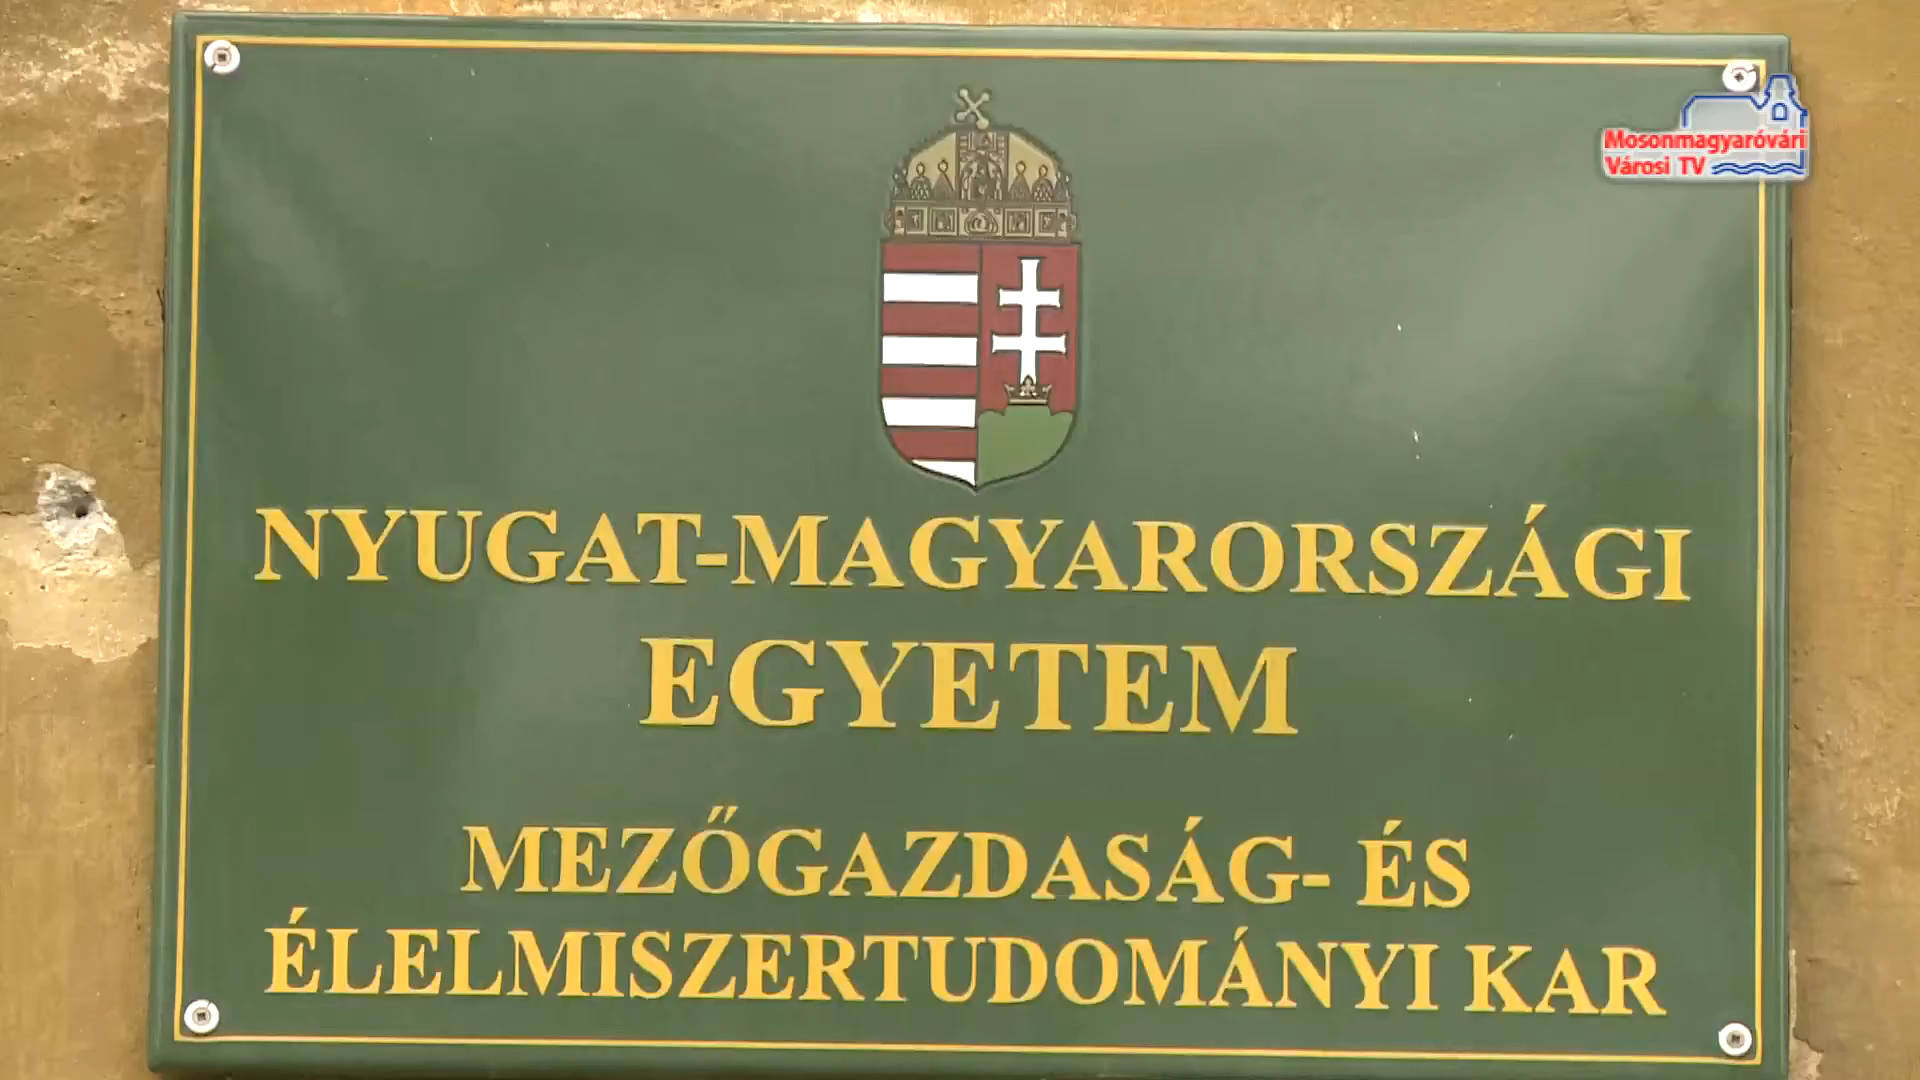 Mosonmagyaróvári
Városi TV
NYUGAT-MAGYARORSZÁGI
EGYETEM
MEZŐGAZDASÁG- ÉS
ÉLELMISZERTUDOMÁNYI KAR